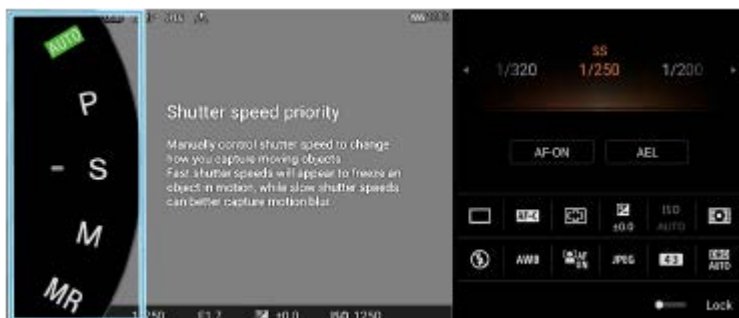 AUTO
P
- S
M
MR
Shutter speed priority
Manually control shutter speed to change
how you capture moving objects
Fast shutter speeds will appear to freeze an
object in motion, while slow shutter speeds
can better capture motion blur.
1/250 F1.7 ±0.0 ISO 1250
SS
1/320 1/250 1/200
AF-ON AEL
AF-C ±0.0 ISO AUTO
AWB AF ON JPEG 4:3 AUTO
Lock